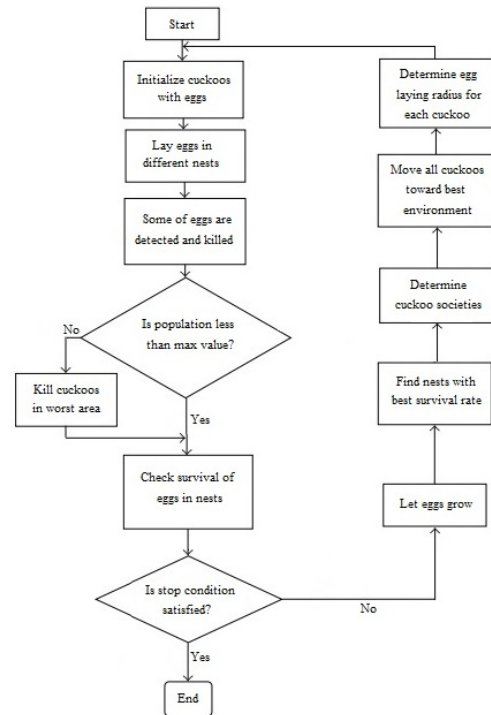 Start
Initialize cuckoos
with eggs
Lay eggs in
different nests
Some of eggs are
detected and killed
Is population less
than max value?
No
Kill cuckoos
in worst area
Yes
Check survival of
eggs in nests
Is stop condition
satisfied?
No
Yes
End
Let eggs grow
Find nests with
best survival rate
Determine
cuckoo societies
Move all cuckoos
toward best
environment
Determine egg
laying radius for
each cuckoo